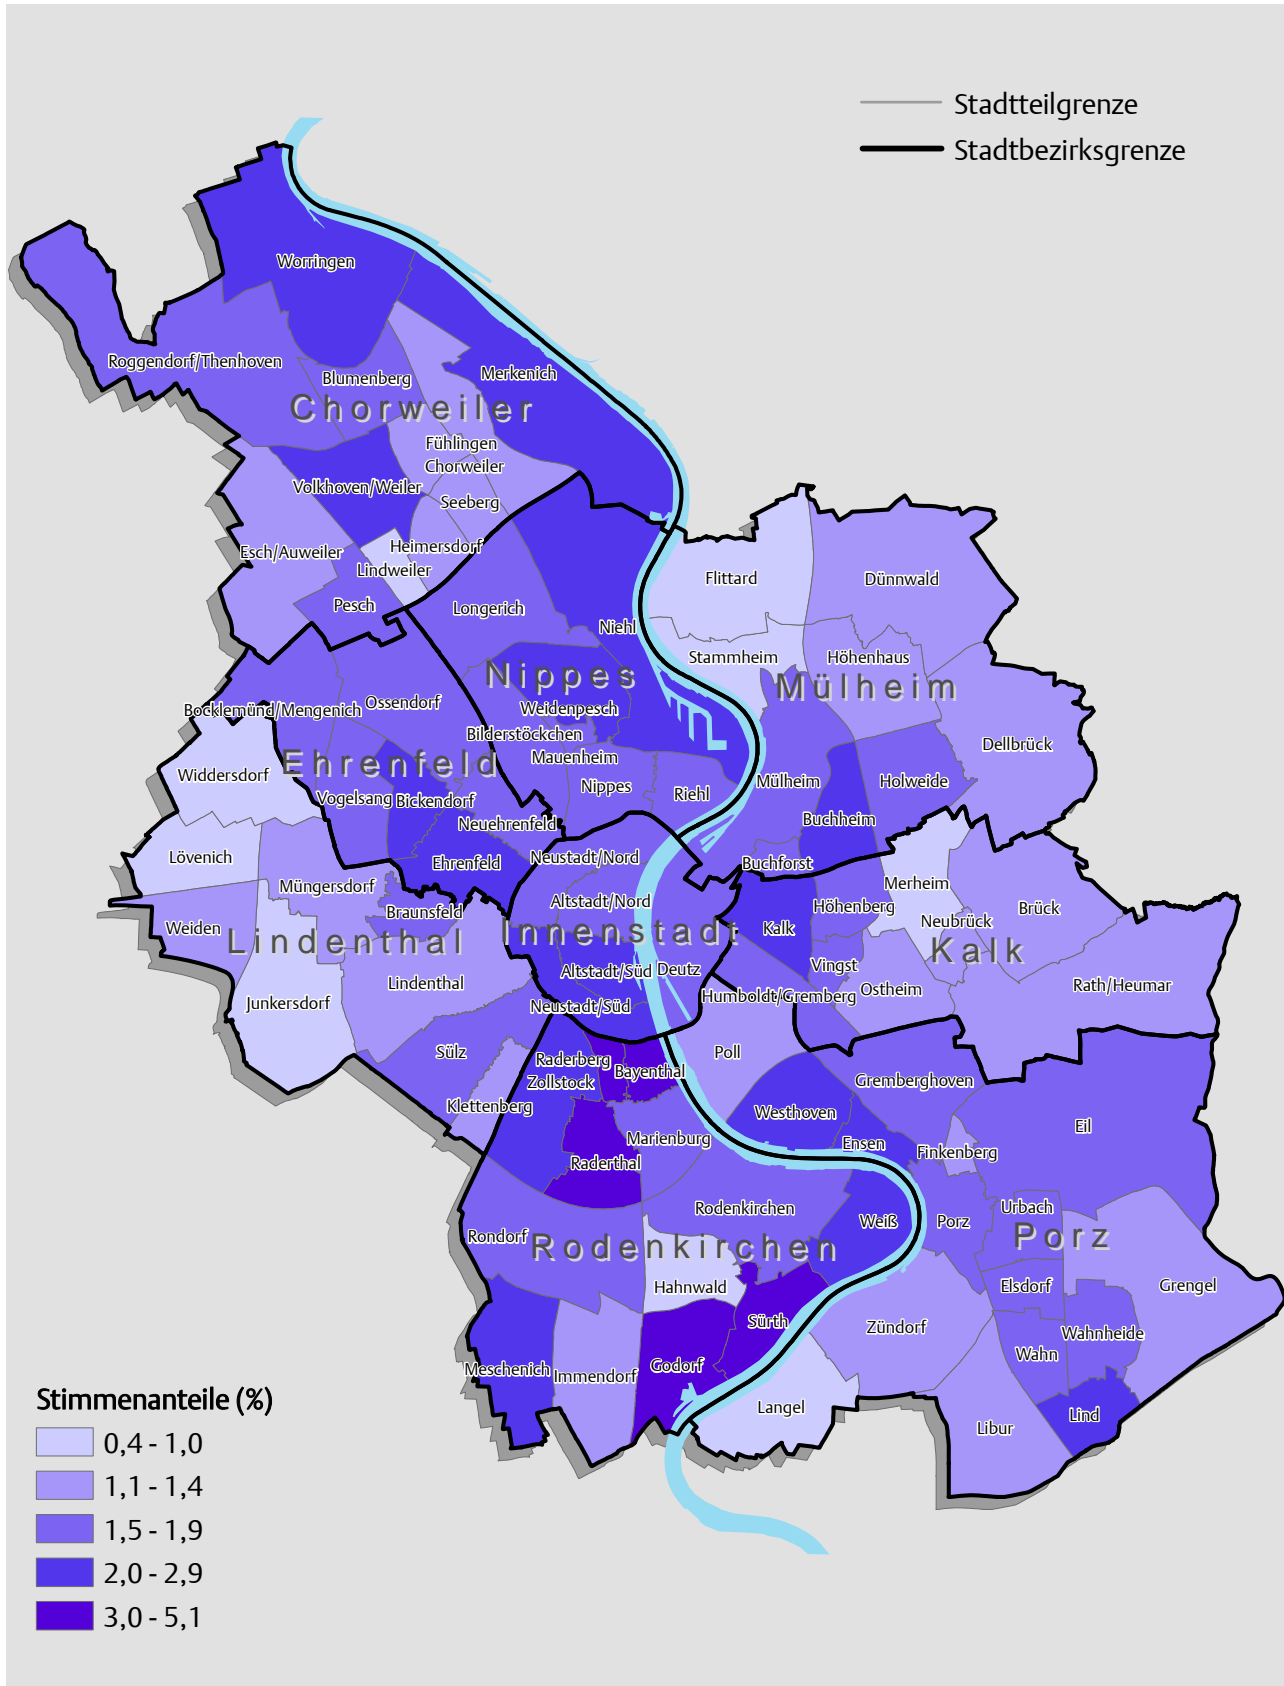 Stadtteilgrenze
Stadtbezirksgrenze
Worringen
Roggendorf/Thenhoven
Blumenberg
Merkenich
Chorweiler
Fühlingen
Chorweiler
Volkhoven/Weiler
Seeberg
Esch/Auweiler
Heimersdorf
Lindweiler
Pesch
Longerich
Niehl
Flittard
Dünnwald
Stammheim
Höhenhaus
Nippes
Mülheim
Bocklemünd/Mengenich
Ossendorf
Weidenpesch
Bilderstöckchen
Dellbrück
Mauenheim
Ehrenfeld
Widdersdorf
Nippes
Riehl
Mülheim
Holweide
Vogelsang
Bickendorf
Neuehrenfeld
Buchheim
Lövenich
Ehrenfeld
Neustadt/Nord
Buchforst
Müngersdorf
Merheim
Altstadt/Nord
Höhenberg
Brück
Braunsfeld
Neubrück
Weiden
Lindenthal
Innenstadt
Kalk
Kalk
Vingst
Altstadt/Süd
Deutz
Lindenthal
Rath/Heumar
Ostheim
Humboldt/Gremberg
Junkersdorf
Neustadt/Süd
Sülz
Poll
Raderberg
Bayenthal
Zollstock
Gremberghoven
Klettenberg
Westhoven
Eil
Marienburg
Ensen
Finkenberg
Raderthal
Rodenkirchen
Urbach
Weiß
Porz
Porz
Rondorf
Rodenkirchen
Hahnwald
Elsdorf
Grengel
Sürth
Zündorf
Wahnheide
Wahn
Meschenich
Immendorf
Godorf
Langel
Lind
Libur
Stimmenanteile (%)
0,4 - 1,0
1,1 - 1,4
1,5 - 1,9
2,0 - 2,9
3,0 - 5,1